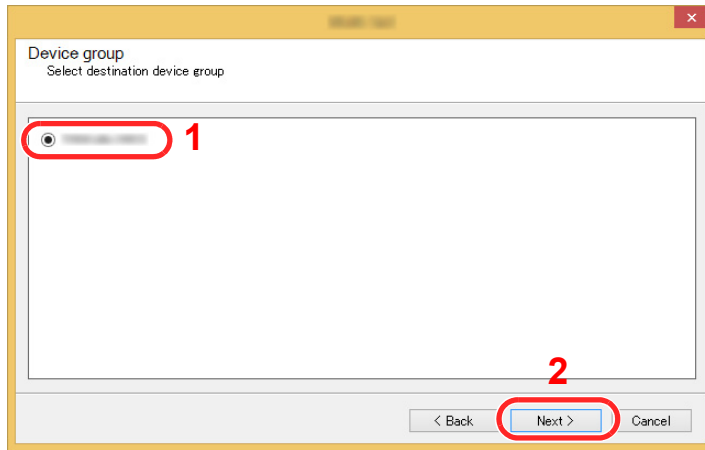 Device group
Select destination device group
1
2
< Back
Next >
Cancel